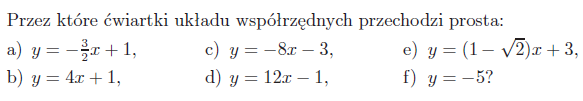 Przez które ćwiartki układu współrzędnych przechodzi prosta:
a) y = −3/2x + 1, c) y = −8x − 3, e) y = (1 − √2)x + 3,
b) y = 4x + 1, d) y = 12x − 1, f) y = −5?